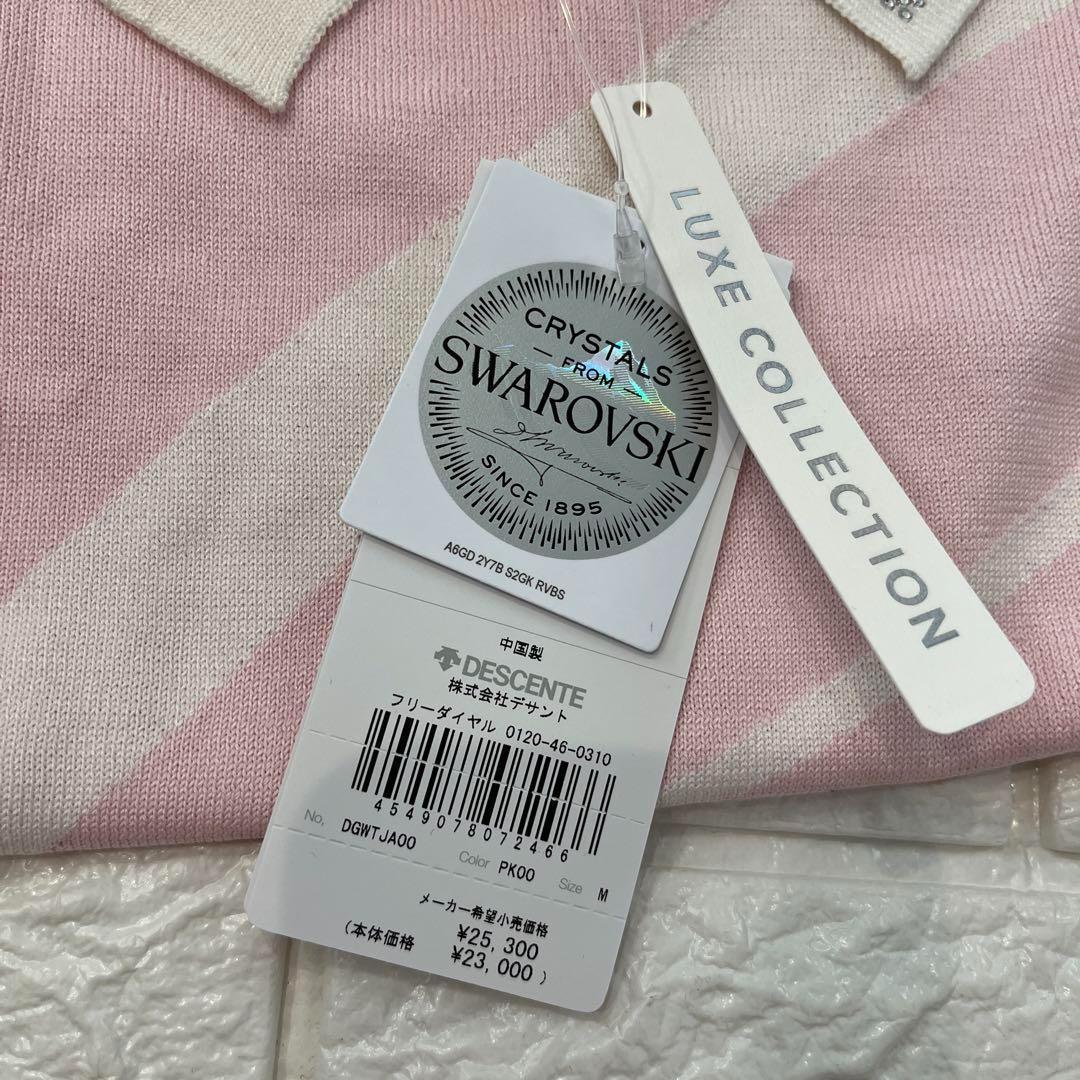 LUXE COLLECTION
CRYSTALS
— FROM —
SWAROVSKI
SINCE 1895
A6GD 2Y7B S2GK RVBS
中国製
DESCENTE
株式会社デサント
フリーダイヤル 0120-46-0310
4549078072466
No. DGWTJA00 Color PK00 Size M
メーカー希望小売価格
¥25,300
(本体価格 ¥23,000)